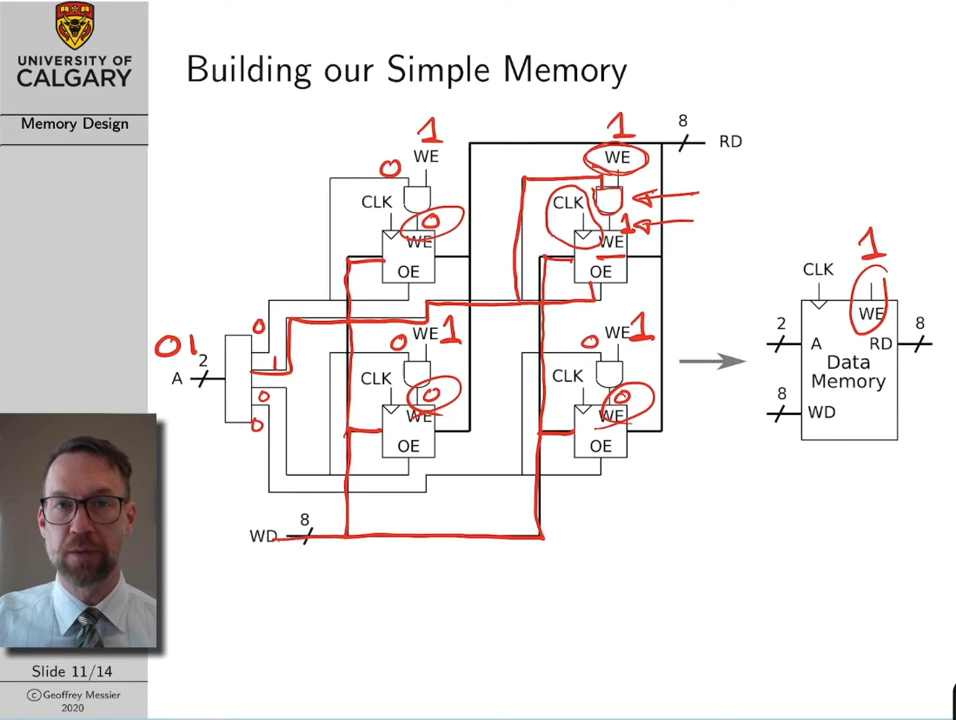 UNIVERSITY OF
CALGARY
Memory Design
Building our Simple Memory
1
WE
0
CLK
0
WE
OE
1
WE
CLK
1
WE
OE
8
RD
0
1
0
0
01
2
A
WE 1
0
CLK
0
WE
OE
WE 1
0
CLK
0
WE
OE
WD
8
1
CLK
WE
2
A
RD
8
Data
Memory
8
WD
Slide 11/14
© Geoffrey Messier
2020